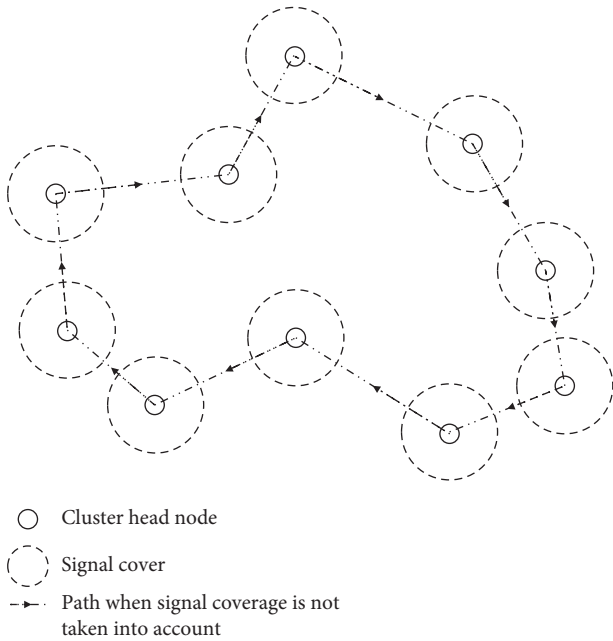 Cluster head node
Signal cover
Path when signal coverage is not
taken into account